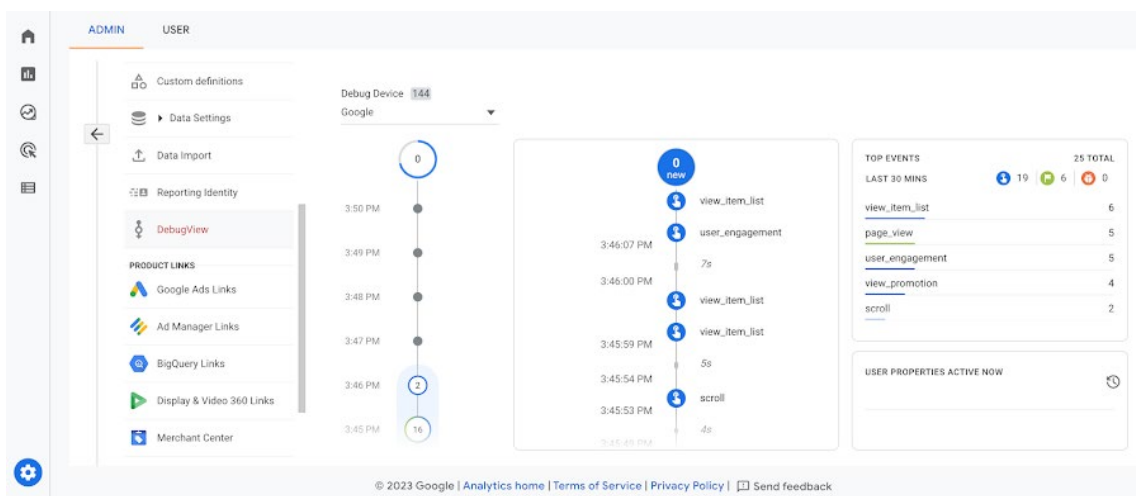 ADMIN USER
Custom definitions
Data Settings
Data Import
Reporting Identity
DebugView
PRODUCT LINKS
Google Ads Links
Ad Manager Links
BigQuery Links
Display & Video 360 Links
Merchant Center
Debug Device 144
Google
0
3:50 PM
3:49 PM
3:48 PM
3:47 PM
3:46 PM 2
3:45 PM 16
0
new
view_item_list
user_engagement
3:46:07 PM
7s
3:46:00 PM
view_item_list
view_item_list
3:45:59 PM
5s
3:45:54 PM
scroll
3:45:53 PM
4s
3:45:49 PM
TOP EVENTS 25 TOTAL
LAST 30 MINS 19 6 0
view_item_list 6
page_view 5
user_engagement 5
view_promotion 4
scroll 2
USER PROPERTIES ACTIVE NOW
© 2023 Google | Analytics home | Terms of Service | Privacy Policy | Send feedback